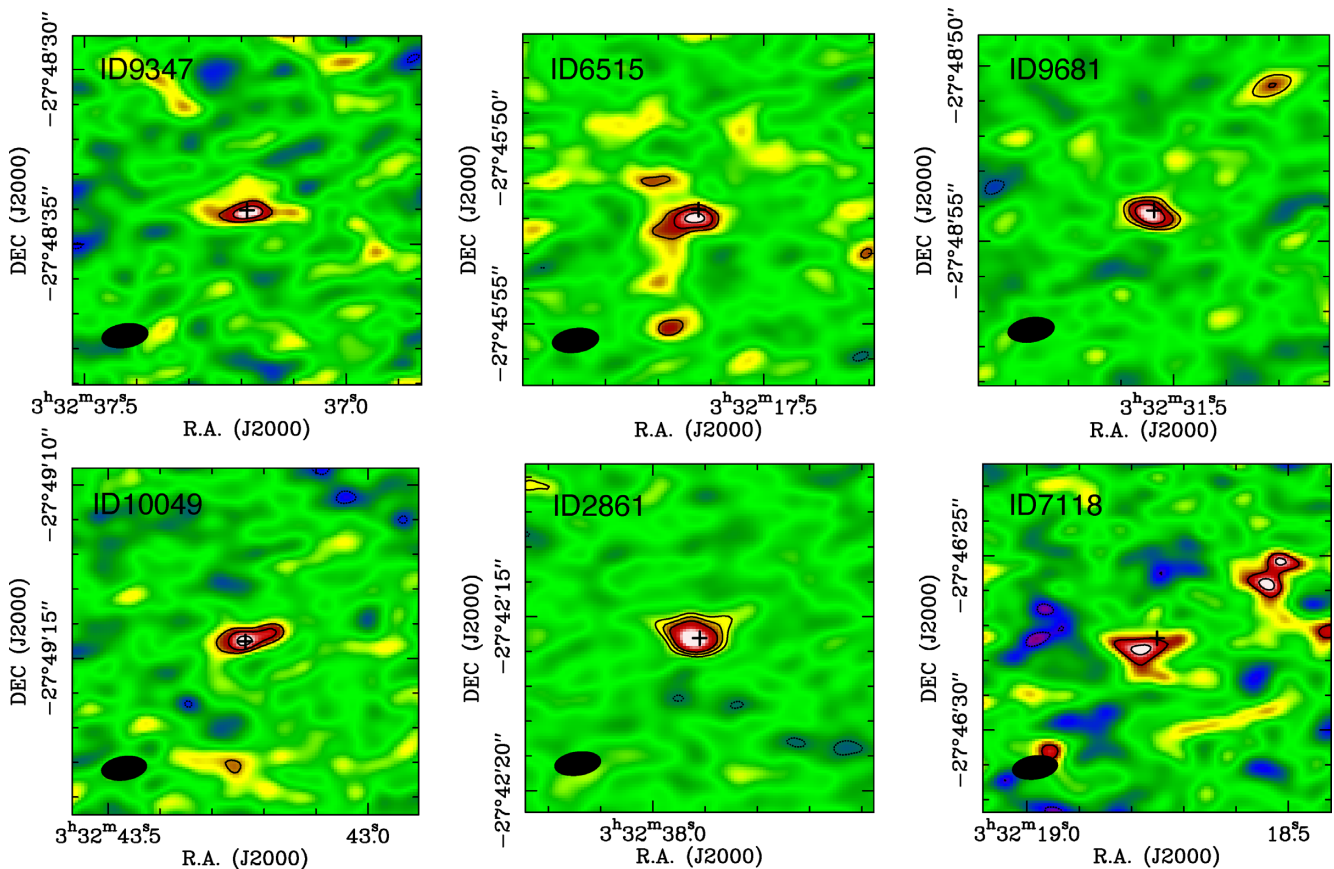 ID9347
−27°48′30″
−27°48′35″
DEC (J2000)
3h32m37s.5
37.0
R.A. (J2000)
ID6515
−27°45′50″
−27°45′55″
DEC (J2000)
3h32m17s.5
R.A. (J2000)
ID9681
−27°48′50″
−27°48′55″
DEC (J2000)
3h32m31s.5
R.A. (J2000)
ID10049
−27°49′10″
−27°49′15″
DEC (J2000)
3h32m43s.5
43.0
R.A. (J2000)
ID2861
−27°42′15″
−27°42′20″
DEC (J2000)
3h32m38s.0
R.A. (J2000)
ID7118
−27°46′25″
−27°46′30″
DEC (J2000)
3h32m19s.0
18.5
R.A. (J2000)